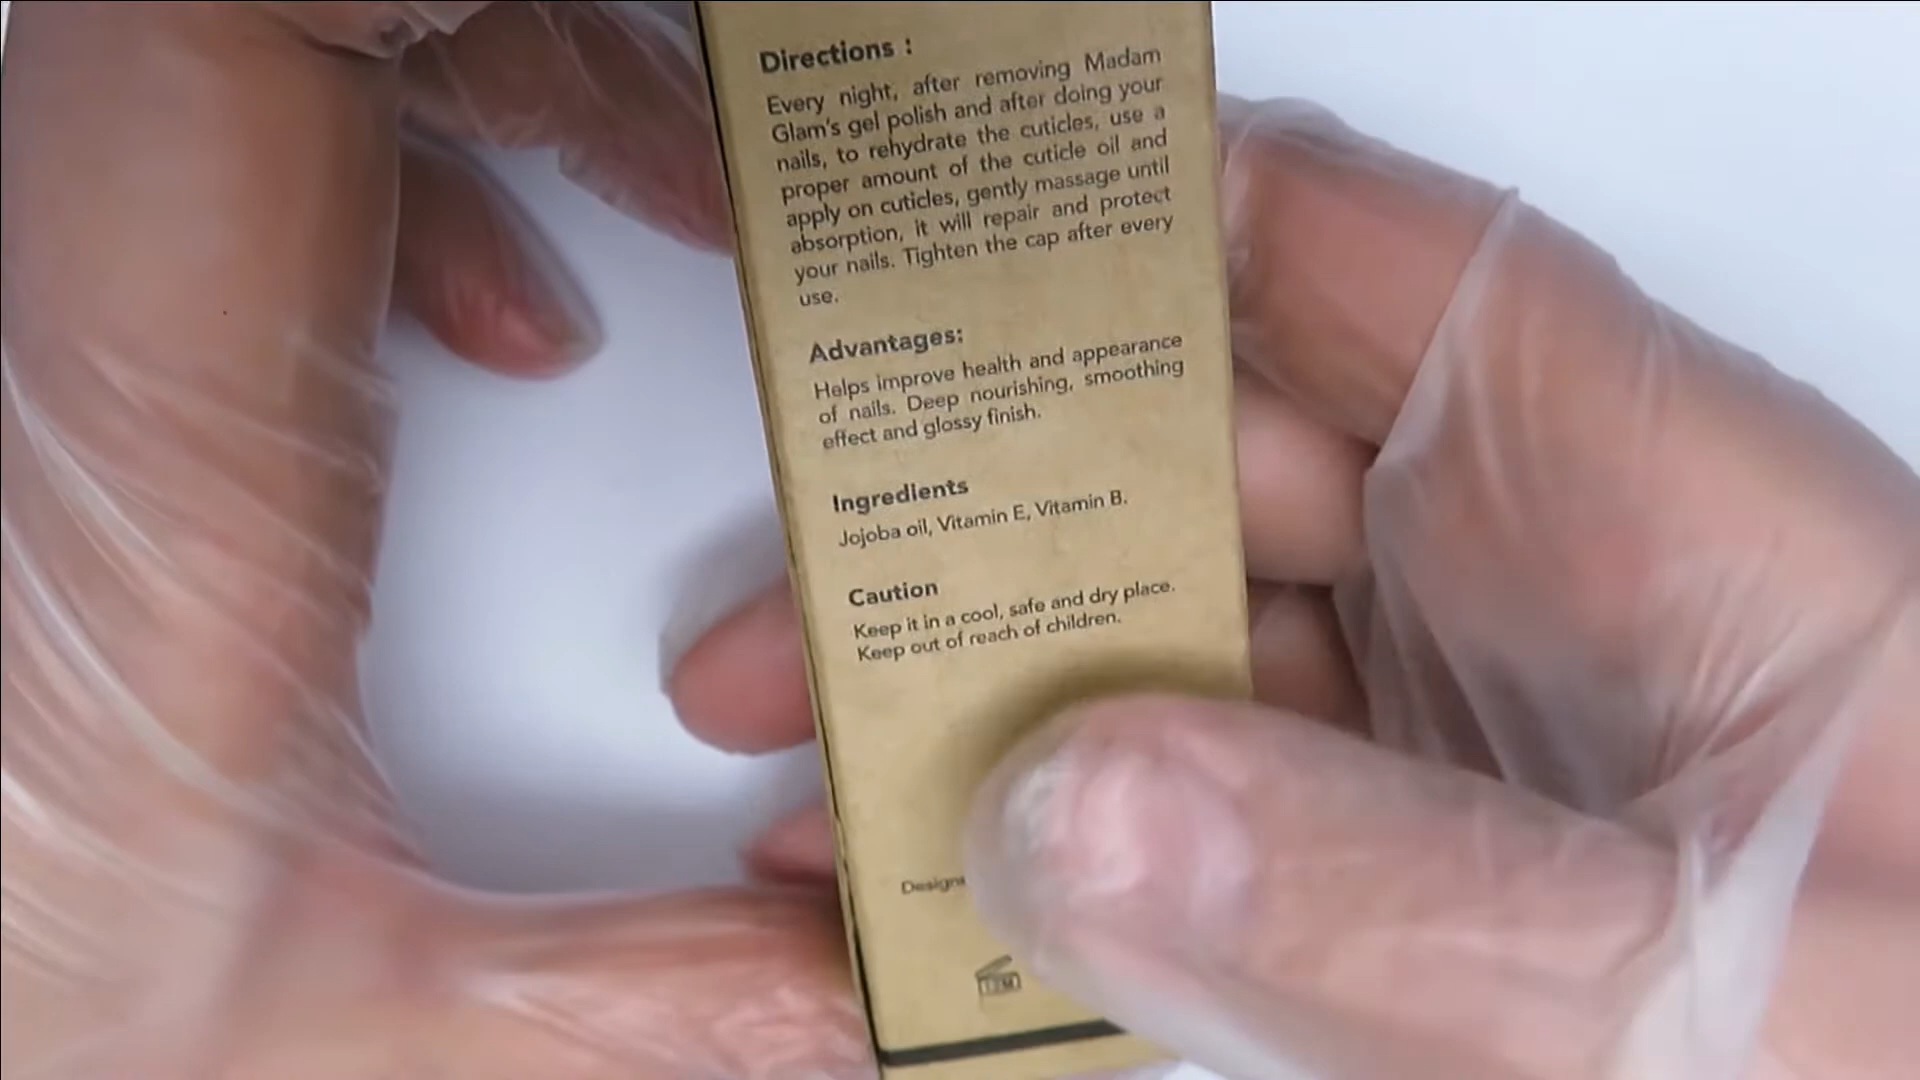 Directions :
Every night, after removing Madam
Glam's gel polish and after doing your
nails, to rehydrate the cuticles, use a
proper amount of the cuticle oil and
apply on cuticles, gently massage until
absorption, it will repair and protect
your nails. Tighten the cap after every
use.
Advantages:
Helps improve health and appearance
of nails. Deep nourishing, smoothing
effect and glossy finish.
Ingredients
Jojoba oil, Vitamin E, Vitamin B.
Caution
Keep it in a cool, safe and dry place.
Keep out of reach of children.